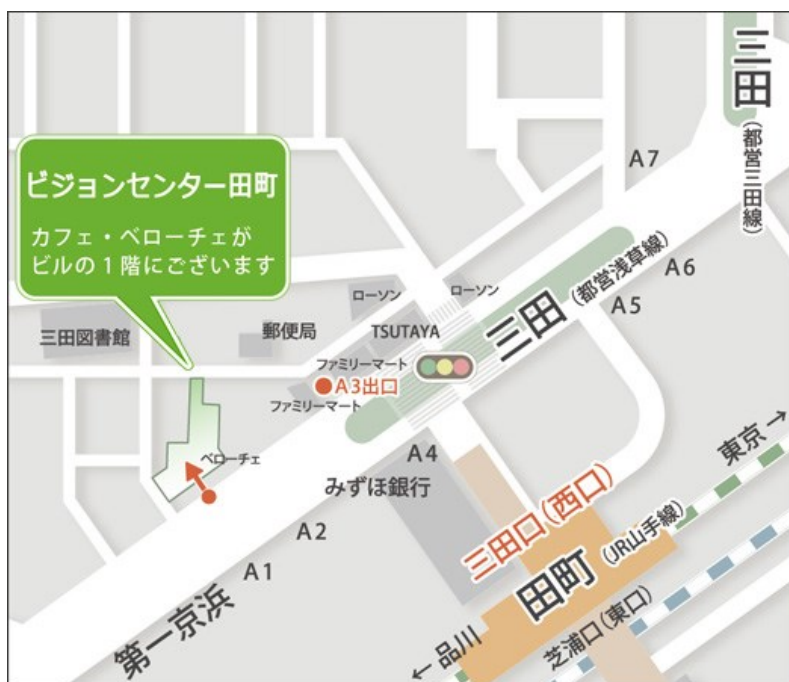 三田
(都営三田線)
A7
ビジョンセンター田町
カフェ・ベローチェが
ビルの1階にございます
A6
A5
三田
(都営浅草線)
ローソン
ローソン
三田図書館
郵便局
TSUTAYA
ファミリーマート
A3出口
ファミリーマート
ベローチェ
A4
みずほ銀行
A2
A1
第一京浜
三田口(西口)
田町
(JR山手線)
東京→
←品川
芝浦口(東口)